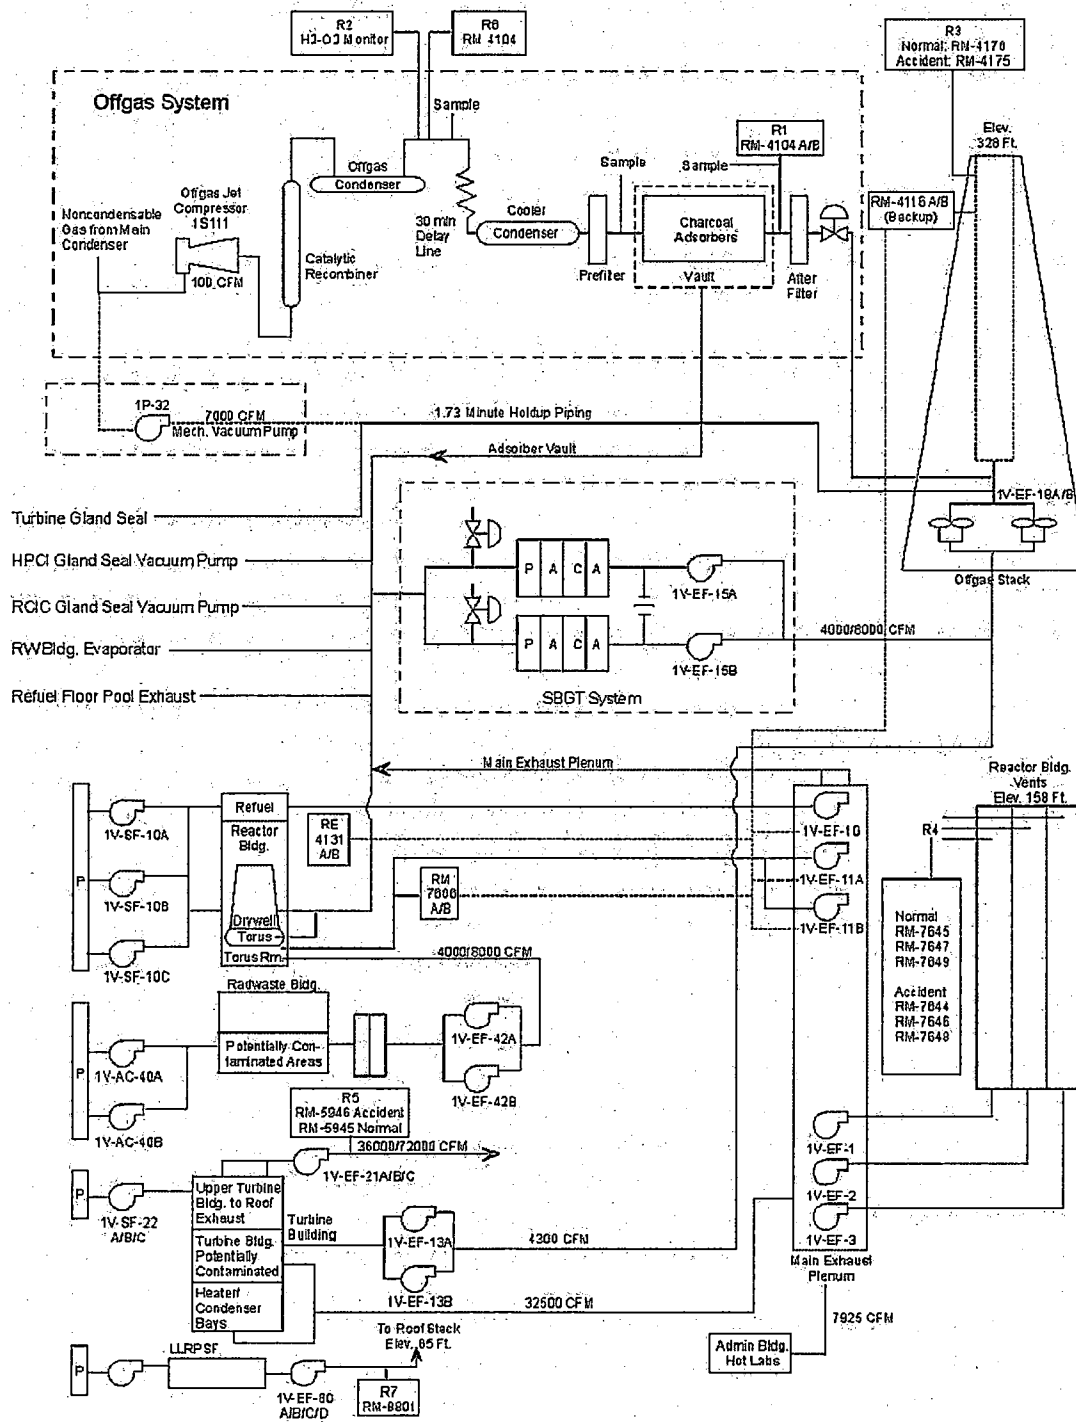 R2
H2-O2 Monitor
R6
RM 4104
R3
Normal: RM-4176
Accident: RM-4175
Offgas System
Sample
Elev.
328 Ft.
R1
RM-4104 A/B
Offgas
Condenser
Sample
Sample
RM-4116 A/B
(Backup)
Offgas Jet
Compressor
1S111
Noncondensable
Gas from Main
Condenser
100 CFM
Catalytic
Recombiner
30 min
Delay
Line
Cooler
Condenser
Prefilter
Charcoal
Adsorbers
Vault
After
Filter
1P-32
7000 CFM
Mech. Vacuum Pump
1.73 Minute Holdup Piping
Adsorber Vault
1V-EF-18A/B
Offgas Stack
Turbine Gland Seal
HPCI Gland Seal Vacuum Pump
RCIC Gland Seal Vacuum Pump
RWBldg. Evaporator
Refuel Floor Pool Exhaust
P A C A
1V-EF-15A
P A C A
1V-EF-15B
SBGT System
4000/8000 CFM
Main Exhaust Plenum
Reactor Bldg.
Vents
Elev. 158 Ft.
P
1V-SF-10A
1V-SF-10B
1V-SF-10C
Refuel
Reactor
Bldg.
Drywell
Torus
Torus Rm.
RE
4131
A/B
RM
7606
A/B
1V-EF-10
1V-EF-11A
1V-EF-11B
R4
Normal
RM-7645
RM-7647
RM-7649
Accident
RM-7644
RM-7646
RM-7648
4000/8000 CFM
Radwaste Bldg.
Potentially Con-
taminated Areas
P
1V-AC-40A
1V-AC-40B
1V-EF-42A
1V-EF-42B
R5
RM-5946 Accident
RM-5945 Normal
36000/72000 CFM
1V-EF-21A/B/C
P
1V-SF-22
A/B/C
Upper Turbine
Bldg. to Roof
Exhaust
Turbine Bldg.
Potentially
Contaminated
Heater/
Condenser
Bays
Turbine
Building
1V-EF-13A
1V-EF-13B
4300 CFM
32500 CFM
1V-EF-1
1V-EF-2
1V-EF-3
Main Exhaust
Plenum
7925 CFM
Admin Bldg.
Hot Labs
To Roof Stack
Elev. 65 Ft.
P
LLRPSF
1V-EF-80
A/B/C/D
R7
RM-8801